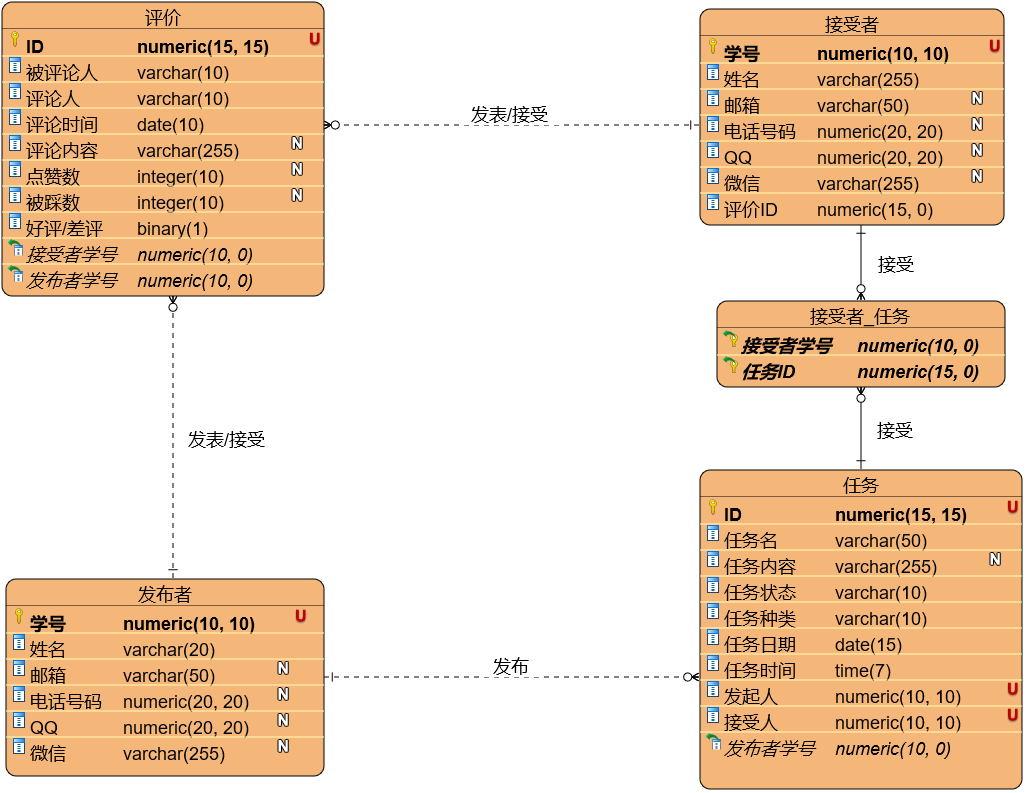 评价
ID numeric(15, 15) U
被评论人 varchar(10)
评论人 varchar(10)
评论时间 date(10)
评论内容 varchar(255) N
点赞数 integer(10) N
被踩数 integer(10) N
好评/差评 binary(1)
接受者学号 numeric(10, 0)
发布者学号 numeric(10, 0)
发表/接受
接受者
学号 numeric(10, 10) U
姓名 varchar(255)
邮箱 varchar(50) N
电话号码 numeric(20, 20) N
QQ numeric(20, 20) N
微信 varchar(255) N
评价ID numeric(15, 0)
接受
接受者_任务
接受者学号 numeric(10, 0)
任务ID numeric(15, 0)
接受
发表/接受
任务
ID numeric(15, 15) U
任务名 varchar(50)
任务内容 varchar(255) N
任务状态 varchar(10)
任务种类 varchar(10)
任务日期 date(15)
任务时间 time(7)
发起人 numeric(10, 10) U
接受人 numeric(10, 10) U
发布者学号 numeric(10, 0)
发布者
学号 numeric(10, 10) U
姓名 varchar(20)
邮箱 varchar(50) N
电话号码 numeric(20, 20) N
QQ numeric(20, 20) N
微信 varchar(255) N
发布